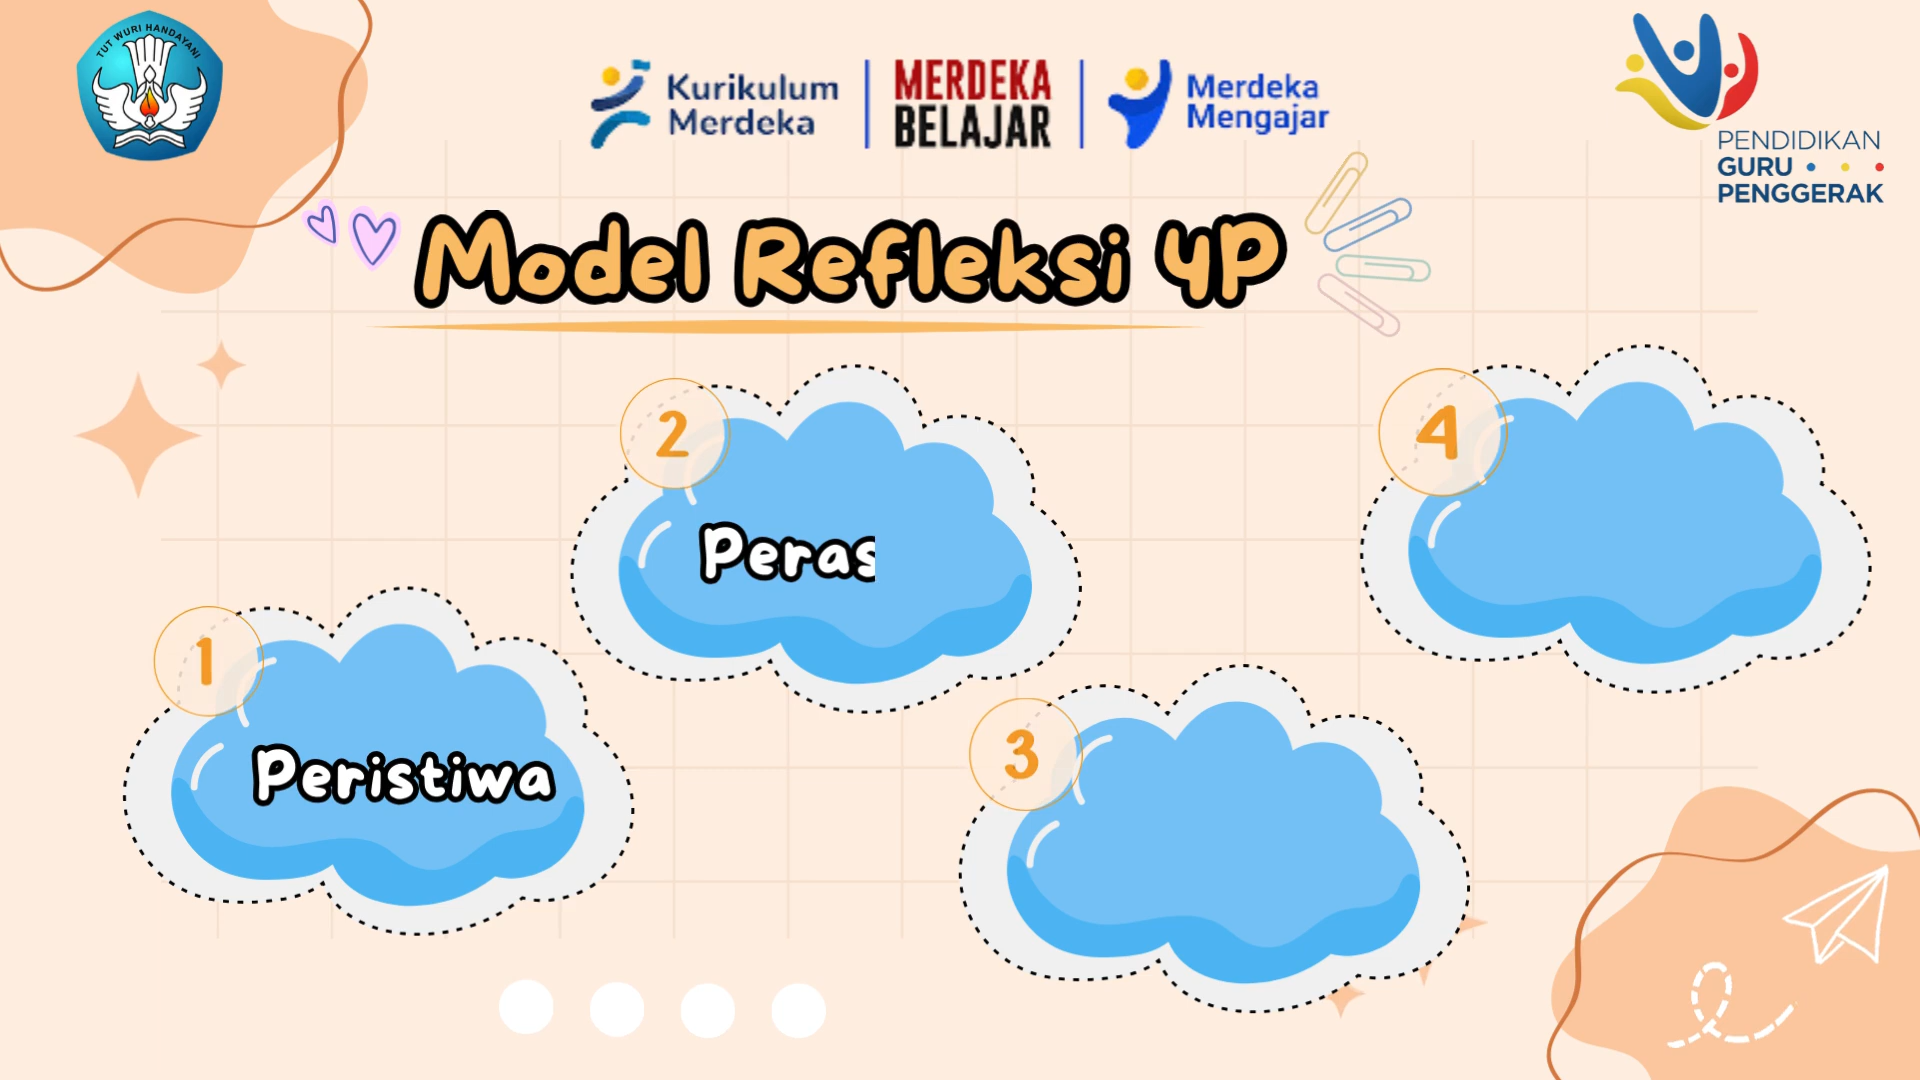 TUT WURI HANDAYANI
Kurikulum
Merdeka
MERDEKA
BELAJAR
Merdeka
Mengajar
PENDIDIKAN
GURU
PENGGERAK
Model Refleksi 4P
1
Peristiwa
2
Peras
3
4